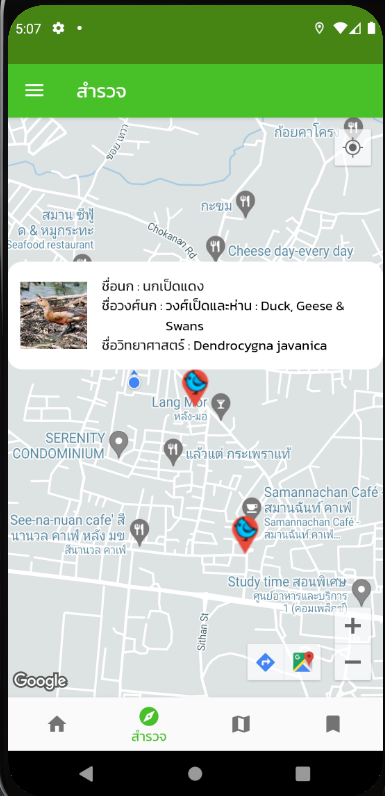 5:07
สำรวจ
ก้อยคาโครง
ซอย เทวา
กะชม
สมาน ซีฟู้
ด & หมูกระทะ
Seafood restaurant
Chokanan Rd
Cheese day-every day
ชื่อนก : นกเป็ดแดง
ชื่อวงศ์นก : วงศ์เป็ดและห่าน : Duck, Geese &
Swans
ชื่อวิทยาศาสตร์ : Dendrocygna javanica
Lang Mor
หลัง-มอ
SERENITY
CONDOMINIUM
แล้วแต่ กระเพราแท้
Samannachan Café
สมานฉันท์ คาเฟ่
Samannachan Café -
สมานฉันท์ คาเฟ่...
See-na-nuan cafe' สี
นานวล คาเฟ่ หลัง มข
สีนานวล คาเฟ่
Study time สอนพิเศษ
ศูนย์อาหารและบริการ
1 (คอมเพล็กซ์)
Sithan St
Google
สำรวจ